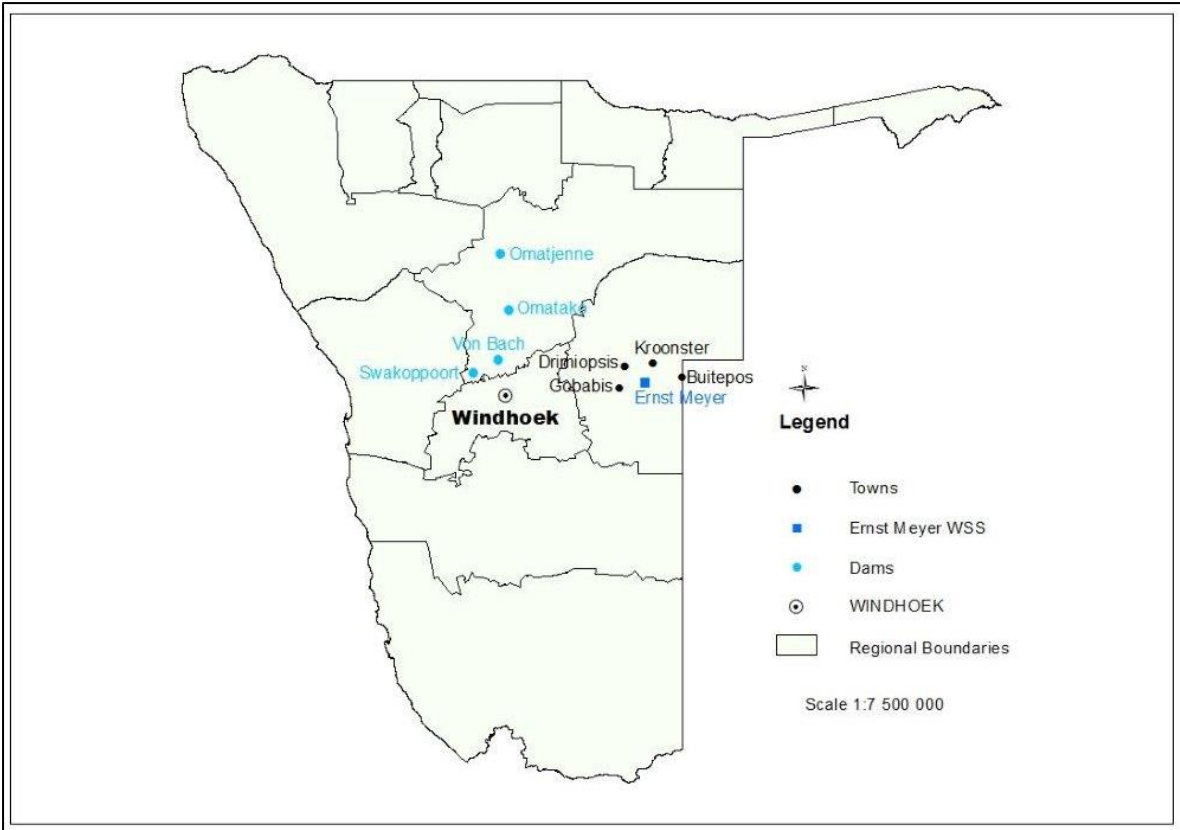 Omatjenne
Omatako
Von Bach
Swakoppoort
Kroonster
Drimiopsis
Buitepos
Gobabis
Ernst Meyer
Windhoek
N
Legend
Towns
Ernst Meyer WSS
Dams
WINDHOEK
Regional Boundaries
Scale 1:7 500 000